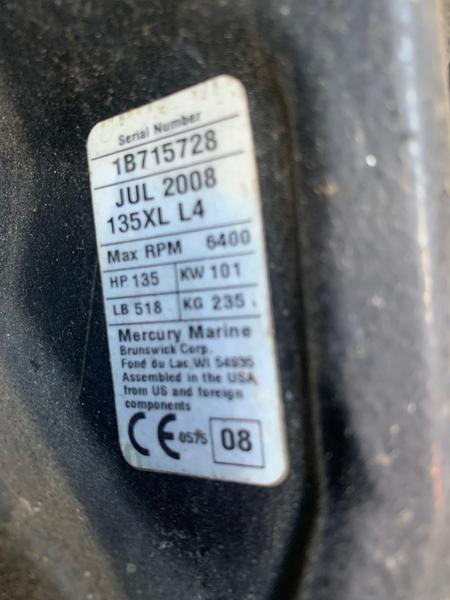 Serial Number
1B715728
JUL 2008
135XL L4
Max RPM 6400
HP 135 KW 101
LB 518 KG 235
Mercury Marine
Brunswick Corp.
Fond du Lac, WI 54935
Assembled in the USA
from US and foreign
components
CE 0575 08